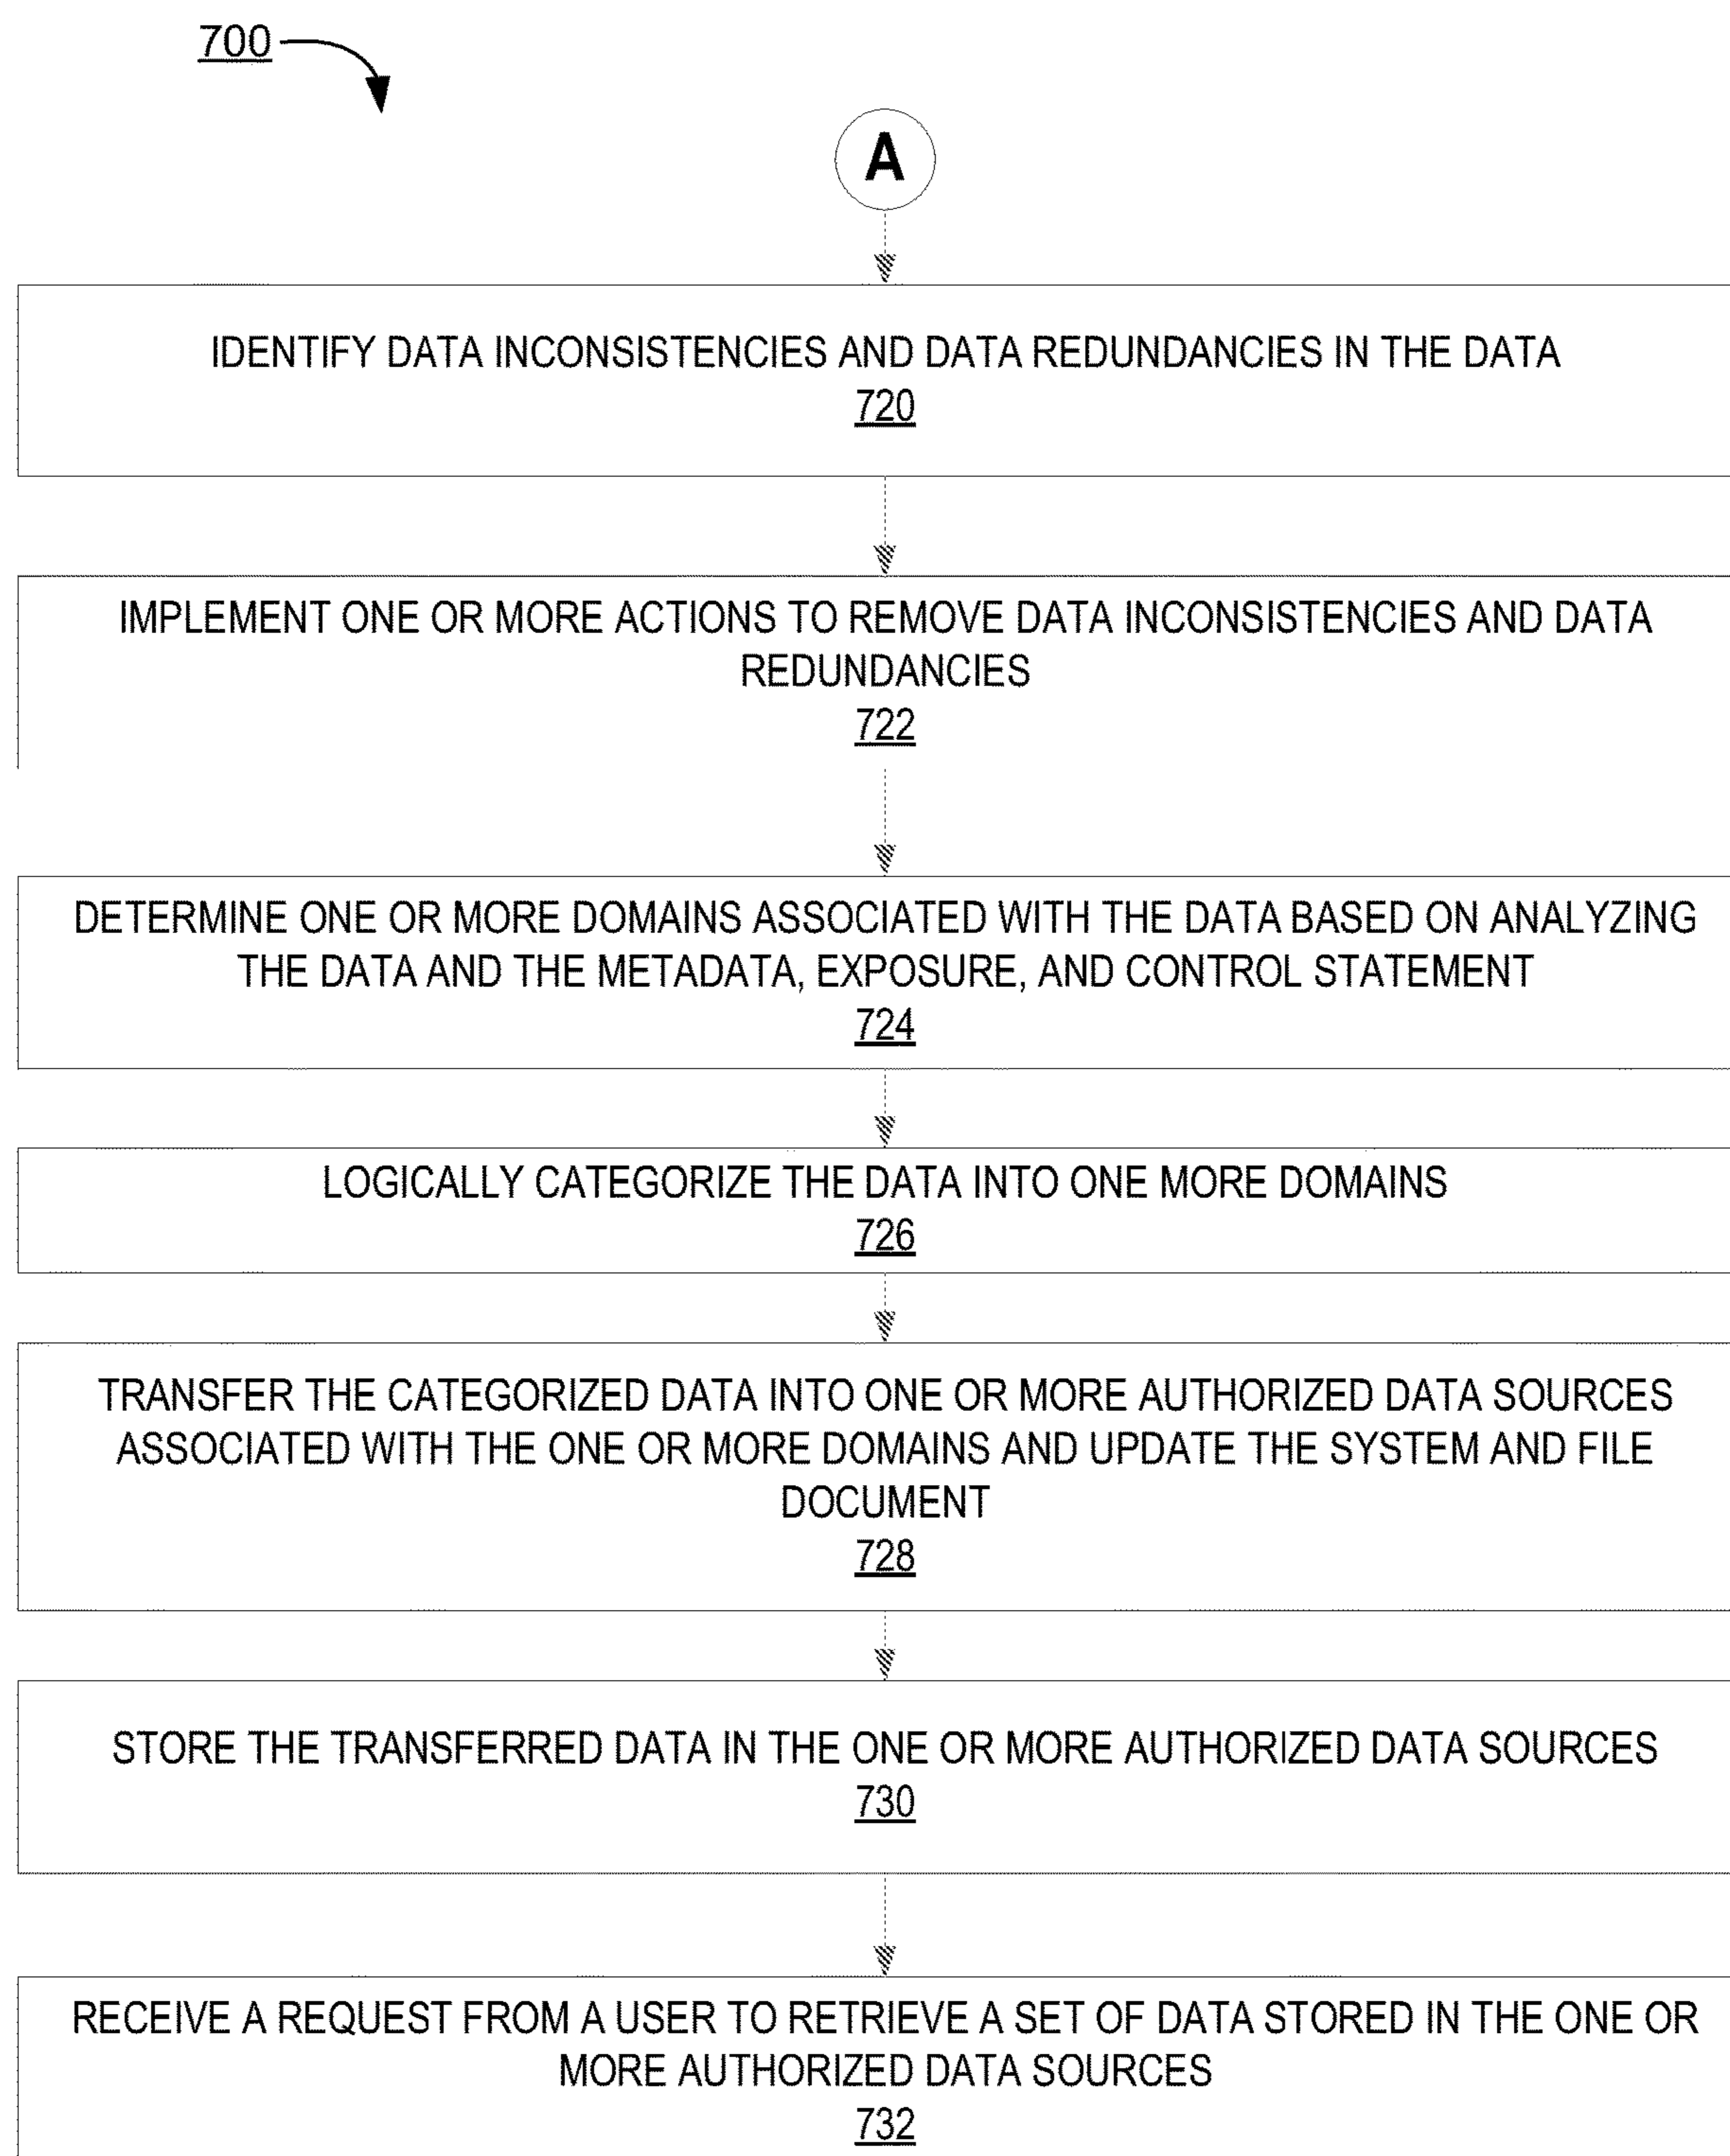 700
A
IDENTIFY DATA INCONSISTENCIES AND DATA REDUNDANCIES IN THE DATA
720
IMPLEMENT ONE OR MORE ACTIONS TO REMOVE DATA INCONSISTENCIES AND DATA
REDUNDANCIES
722
DETERMINE ONE OR MORE DOMAINS ASSOCIATED WITH THE DATA BASED ON ANALYZING
THE DATA AND THE METADATA, EXPOSURE, AND CONTROL STATEMENT
724
LOGICALLY CATEGORIZE THE DATA INTO ONE MORE DOMAINS
726
TRANSFER THE CATEGORIZED DATA INTO ONE OR MORE AUTHORIZED DATA SOURCES
ASSOCIATED WITH THE ONE OR MORE DOMAINS AND UPDATE THE SYSTEM AND FILE
DOCUMENT
728
STORE THE TRANSFERRED DATA IN THE ONE OR MORE AUTHORIZED DATA SOURCES
730
RECEIVE A REQUEST FROM A USER TO RETRIEVE A SET OF DATA STORED IN THE ONE OR
MORE AUTHORIZED DATA SOURCES
732